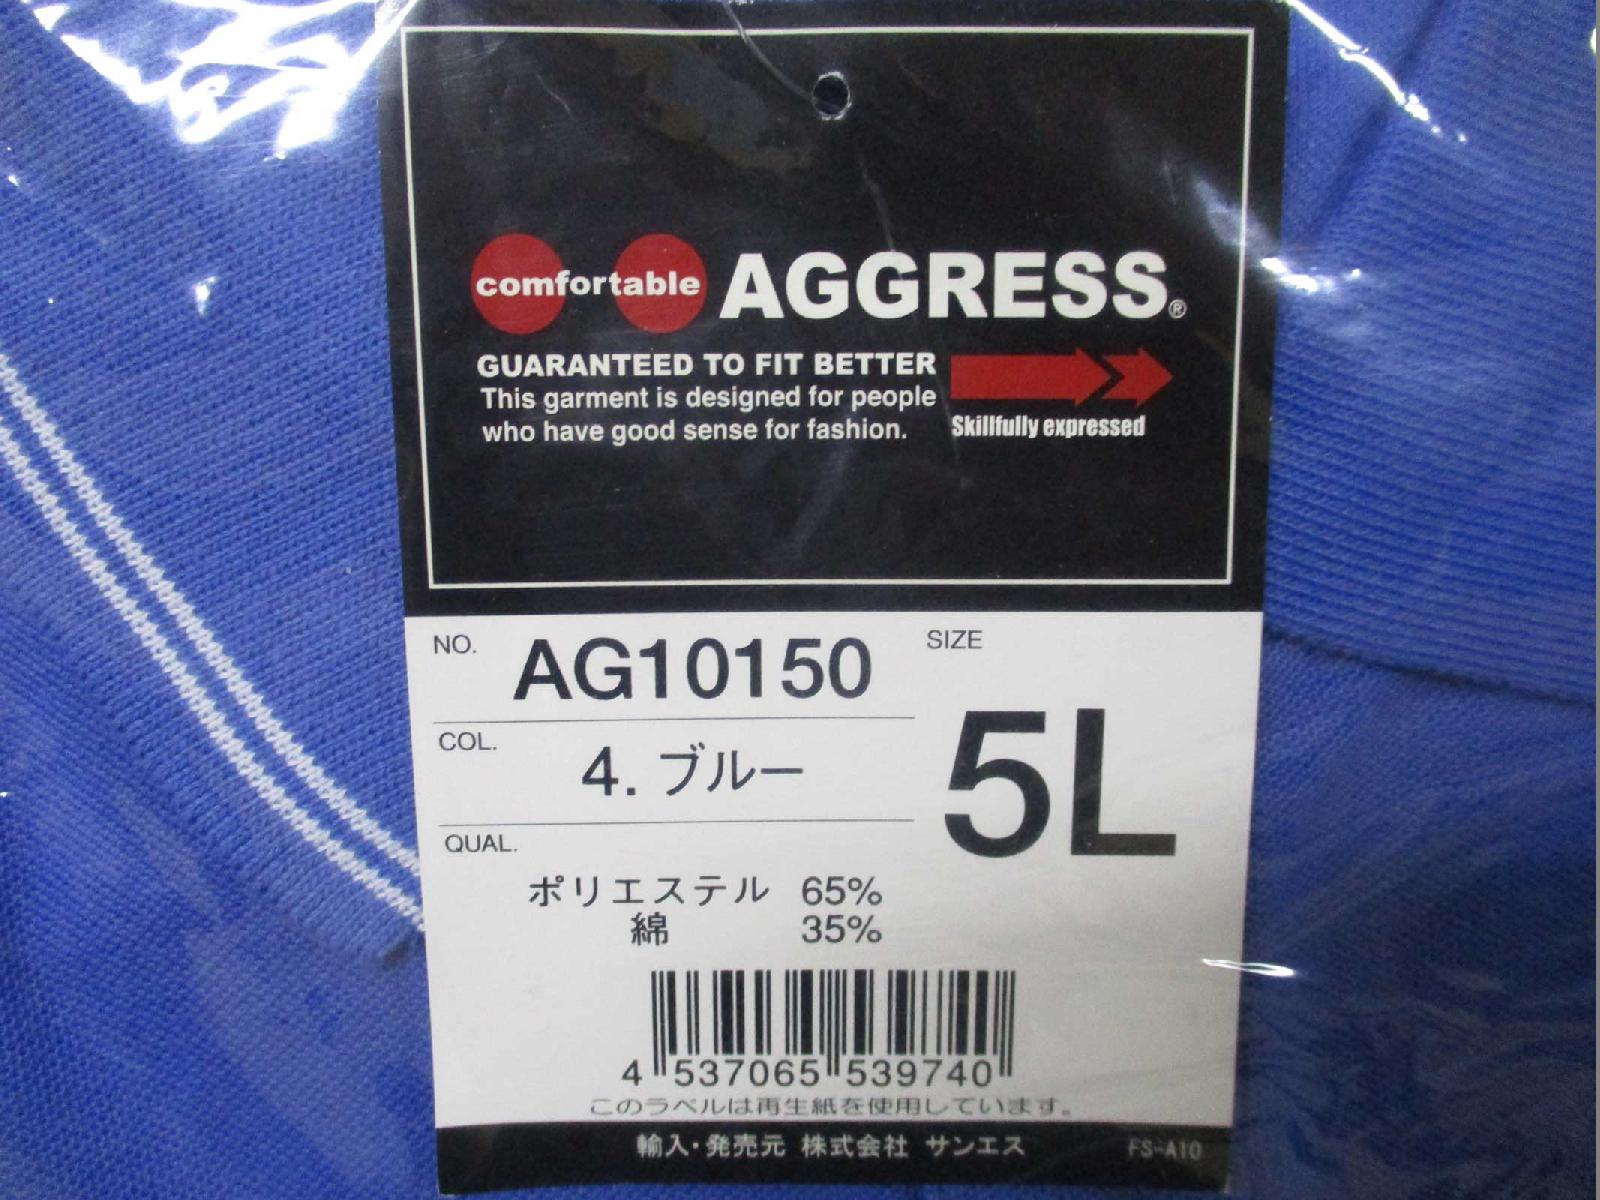 comfortable AGGRESS®
GUARANTEED TO FIT BETTER
This garment is designed for people
who have good sense for fashion.
Skillfully expressed
NO. AG10150
SIZE
5L
COL. 4. ブルー
QUAL.
ポリエステル 65%
綿 35%
4 537065 539740
このラベルは再生紙を使用しています。
輸入・発売元 株式会社 サンエス FS-A10